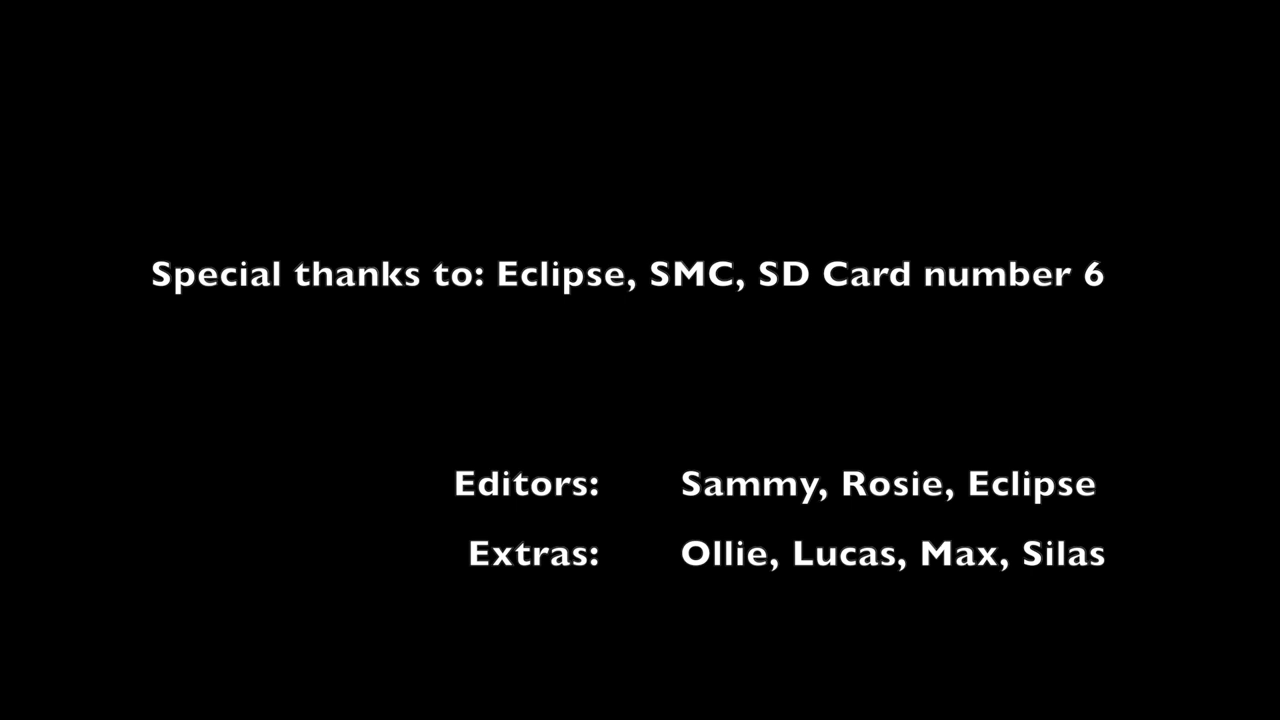 Special thanks to: Eclipse, SMC, SD Card number 6
Editors: Sammy, Rosie, Eclipse
Extras: Ollie, Lucas, Max, Silas